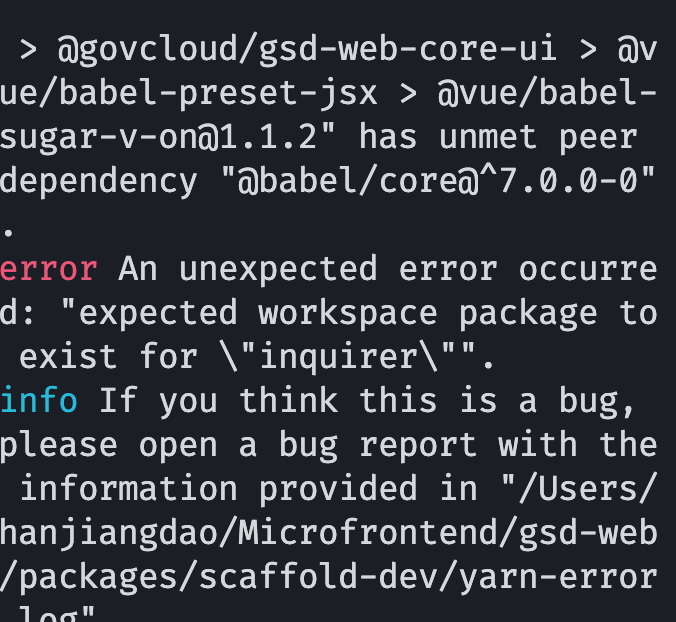 > @govcloud/gsd-web-core-ui > @v
ue/babel-preset-jsx > @vue/babel-
sugar-v-on@1.1.2" has unmet peer
dependency "@babel/core@^7.0.0-0"
.
error An unexpected error occurre
d: "expected workspace package to
exist for \"inquirer\"".
info If you think this is a bug,
please open a bug report with the
information provided in "/Users/
hanjiangdao/Microfrontend/gsd-web
/packages/scaffold-dev/yarn-error
log"